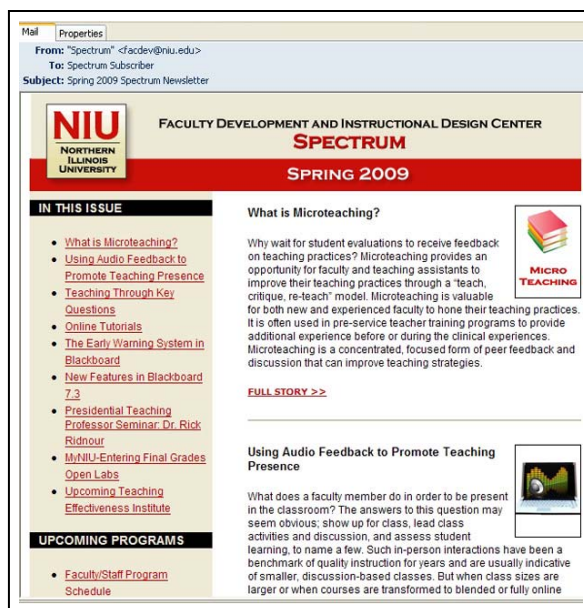 Mail Properties
From: "Spectrum" <facdev@niu.edu>
To: Spectrum Subscriber
Subject: Spring 2009 Spectrum Newsletter
NIU
NORTHERN
ILLINOIS
UNIVERSITY
FACULTY DEVELOPMENT AND INSTRUCTIONAL DESIGN CENTER
SPECTRUM
SPRING 2009
IN THIS ISSUE
What is Microteaching?
Using Audio Feedback to
Promote Teaching Presence
Teaching Through Key
Questions
Online Tutorials
The Early Warning System in
Blackboard
New Features in Blackboard
7.3
Presidential Teaching
Professor Seminar: Dr. Rick
Ridnour
MyNIU-Entering Final Grades
Open Labs
Upcoming Teaching
Effectiveness Institute
UPCOMING PROGRAMS
Faculty/Staff Program
Schedule
What is Microteaching?
Why wait for student evaluations to receive feedback
on teaching practices? Microteaching provides an
opportunity for faculty and teaching assistants to
improve their teaching practices through a "teach,
critique, re-teach" model. Microteaching is valuable
for both new and experienced faculty to hone their teaching practices.
It is often used in pre-service teacher training programs to provide
additional experience before or during the clinical experiences.
Microteaching is a concentrated, focused form of peer feedback and
discussion that can improve teaching strategies.
MICRO
TEACHING
FULL STORY >>
Using Audio Feedback to Promote Teaching
Presence
What does a faculty member do in order to be present
in the classroom? The answers to this question may
seem obvious; show up for class, lead class
activities and discussion, and assess student
learning, to name a few. Such in-person interactions have been a
benchmark of quality instruction for years and are usually indicative
of smaller, discussion-based classes. But when class sizes are
larger or when courses are transformed to blended or fully online